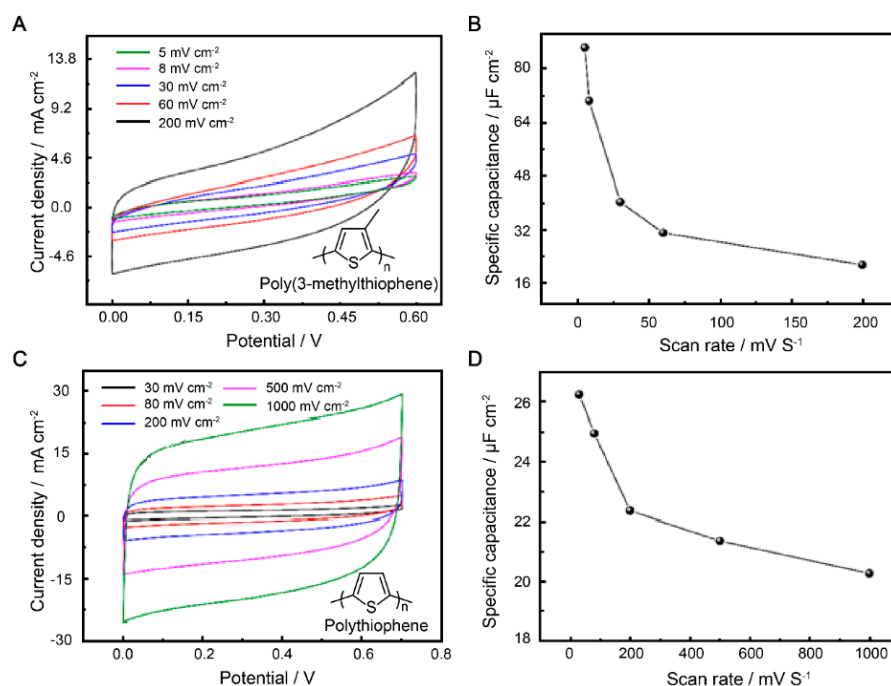 A
Current density / mA cm⁻²
13.8
9.2
4.6
0.0
-4.6
5 mV cm⁻²
8 mV cm⁻²
30 mV cm⁻²
60 mV cm⁻²
200 mV cm⁻²
S
n
Poly(3-methylthiophene)
0.00 0.15 0.30 0.45 0.60
Potential / V
B
Specific capacitance / µF cm⁻²
80
64
48
32
16
0 50 100 150 200
Scan rate / mV S⁻¹
C
Current density / mA cm⁻²
30
15
0
-15
-30
30 mV cm⁻² 500 mV cm⁻²
80 mV cm⁻² 1000 mV cm⁻²
200 mV cm⁻²
S
n
Polythiophene
0.0 0.2 0.4 0.6 0.8
Potential / V
D
Specific capacitance / µF cm⁻²
26
24
22
20
18
0 200 400 600 800 1000
Scan rate / mV S⁻¹